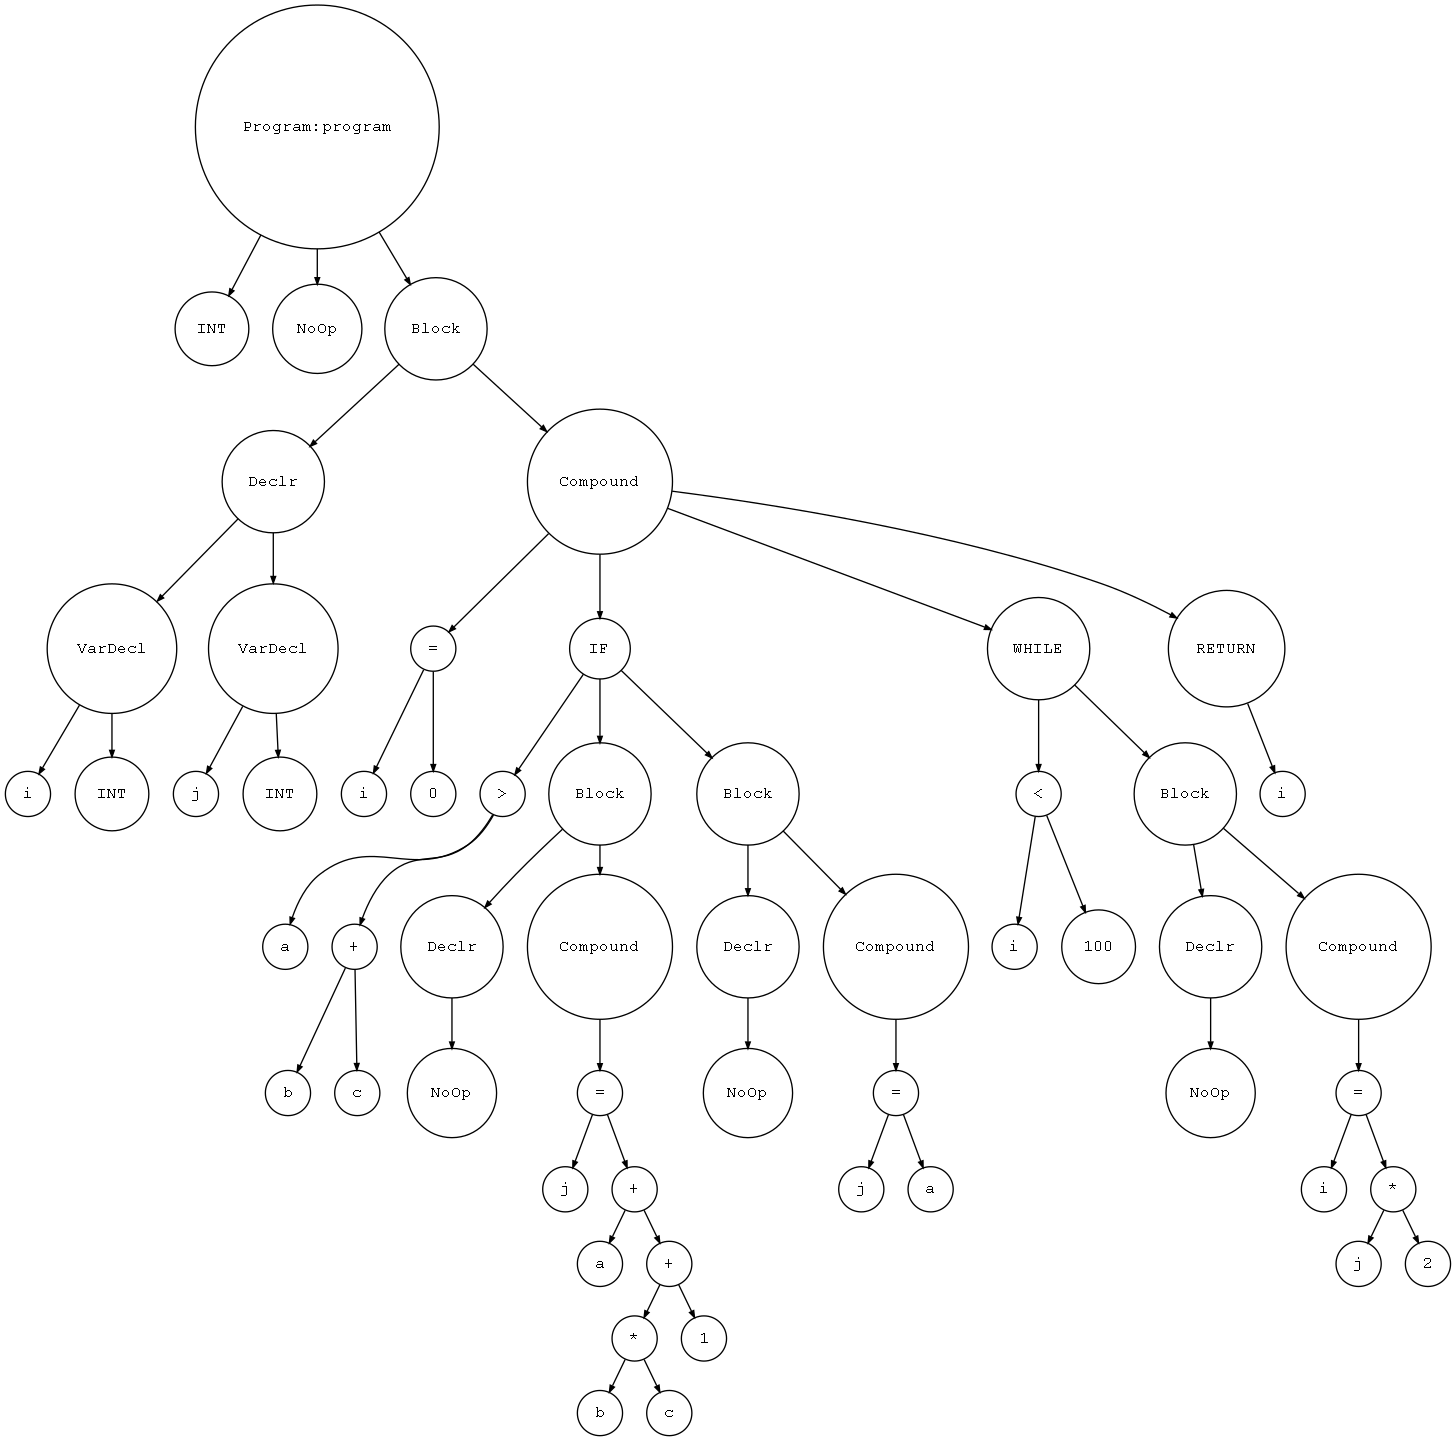 Program:program
INT NoOp Block
Declr Compound
VarDecl VarDecl = IF WHILE RETURN
i INT j INT i 0 > Block Block < Block i
a + Declr Compound Declr Compound i 100 Declr Compound
b c NoOp = NoOp = NoOp =
j + j a i *
a + j 2
* 1
b c